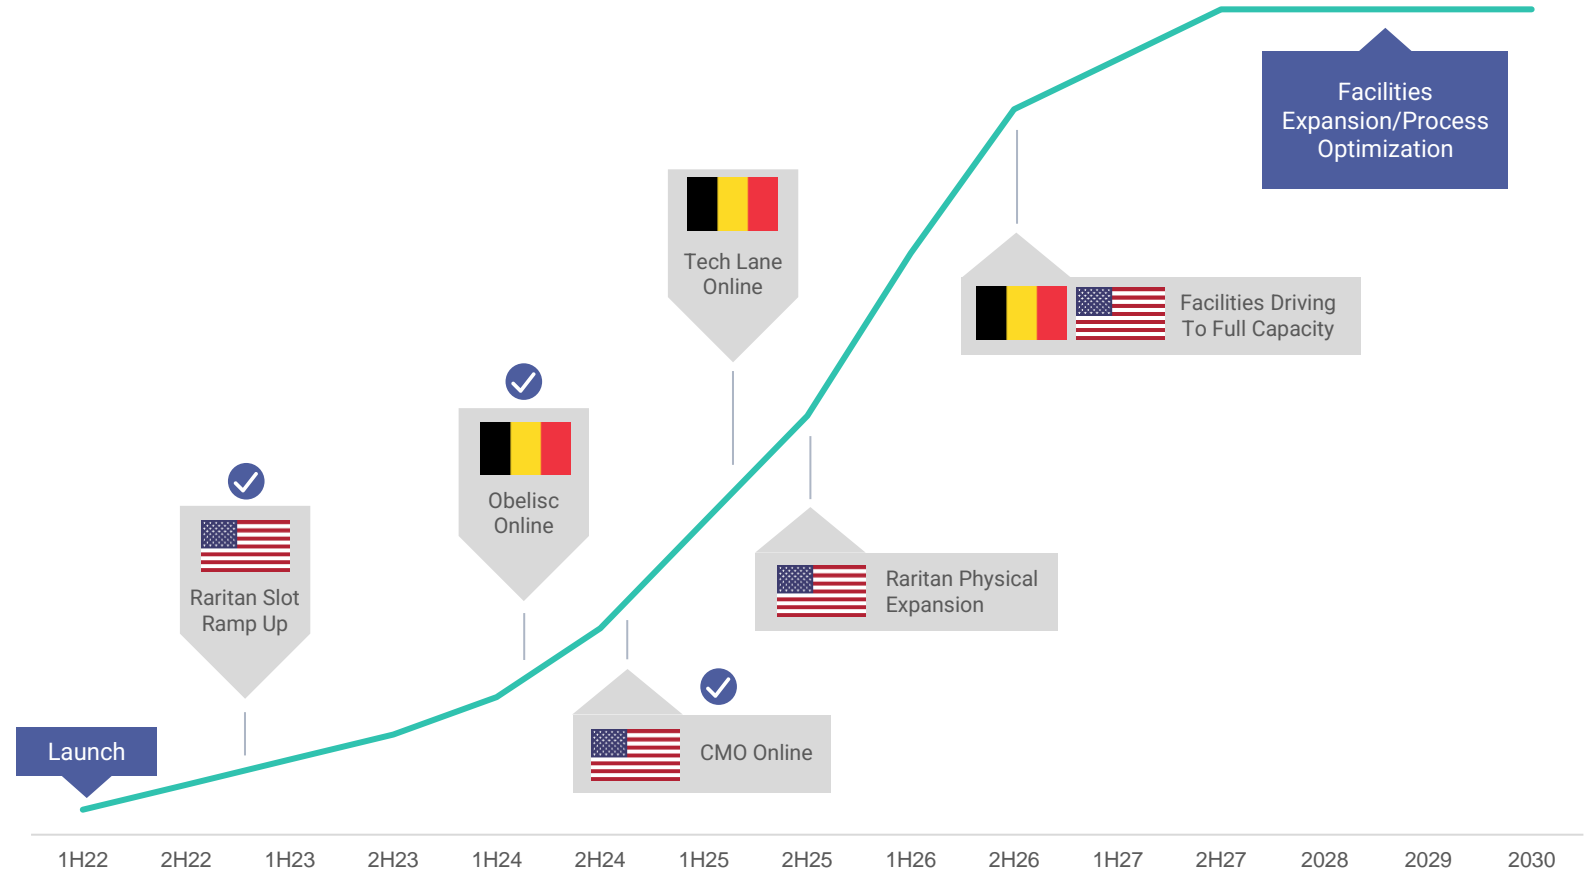 Facilities
Expansion/Process
Optimization
Tech Lane
Online
Facilities Driving
To Full Capacity
Obelisc
Online
Raritan Slot
Ramp Up
Raritan Physical
Expansion
Launch
CMO Online
1H22 2H22 1H23 2H23 1H24 2H24 1H25 2H25 1H26 2H26 1H27 2H27 2028 2029 2030